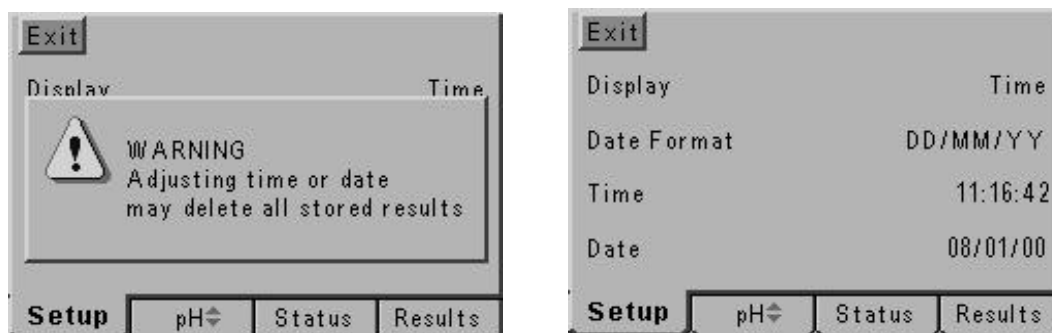 Exit
Display Time
WARNING
Adjusting time or date
may delete all stored results
Setup pH Status Results
Exit
Display Time
Date Format DD/MM/YY
Time 11:16:42
Date 08/01/00
Setup pH Status Results